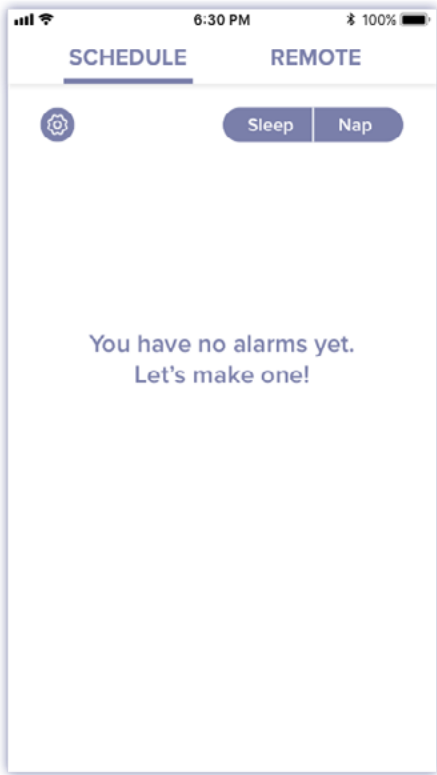 6:30 PM 100%
SCHEDULE REMOTE
Sleep Nap
You have no alarms yet.
Let's make one!